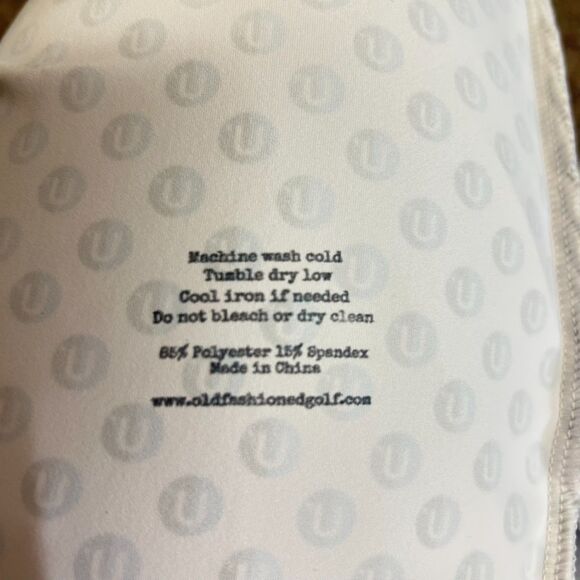 Machine wash cold
Tumble dry low
Cool iron if needed
Do not bleach or dry clean
85% Polyester 15% Spandex
Made in China
www.oldfashionedgolf.com